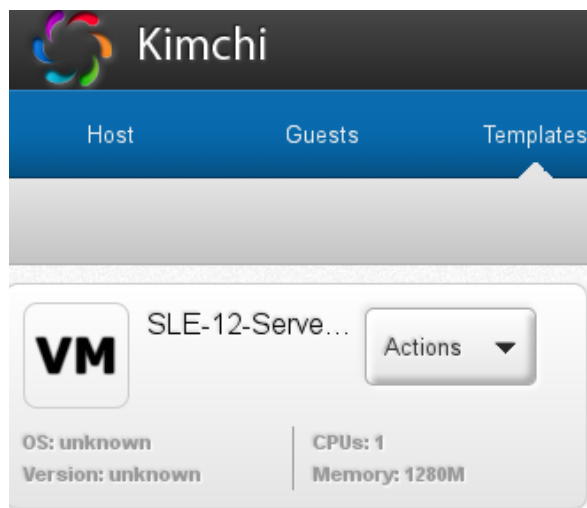 Kimchi
Host Guests Templates
VM
SLE-12-Serve...
Actions
OS: unknown
Version: unknown
CPUs: 1
Memory: 1280M